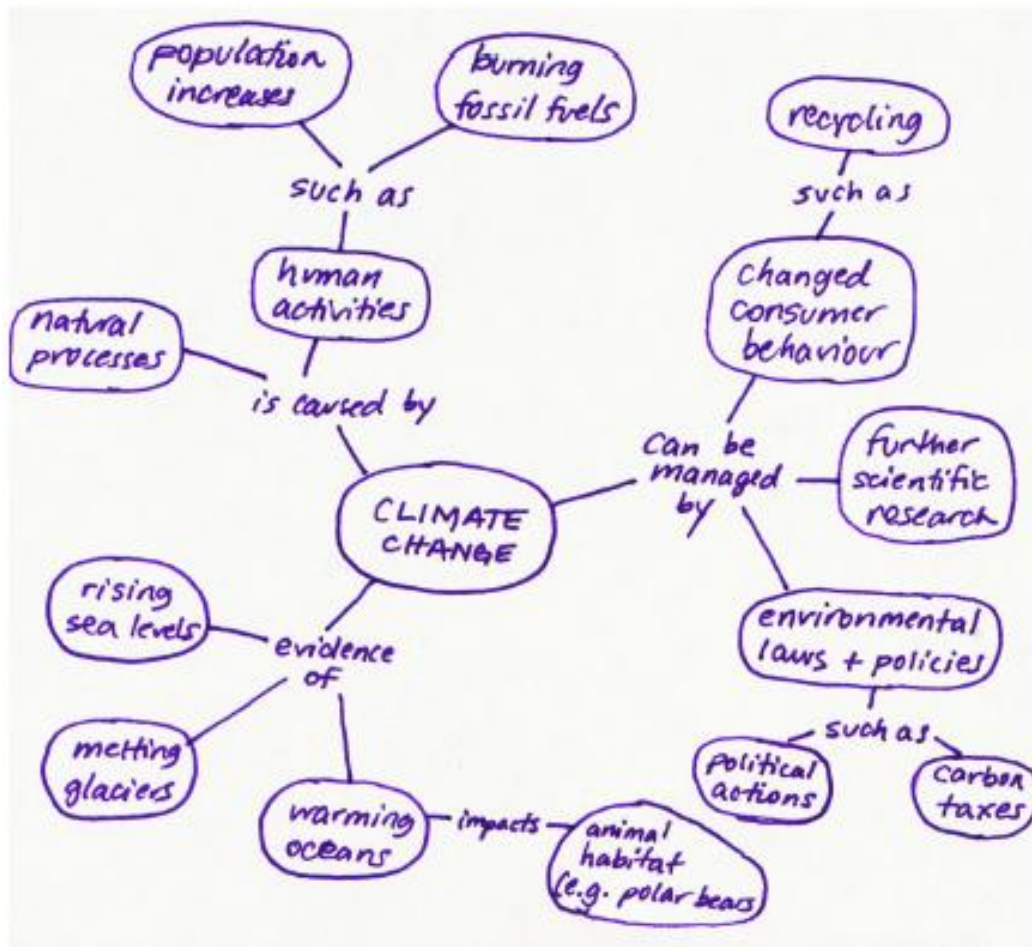 population
increases
burning
fossil fuels
such as
human
activities
natural
processes
is caused by
CLIMATE
CHANGE
recycling
such as
changed
consumer
behaviour
can be
managed
by
further
scientific
research
environmental
laws + policies
such as
political
actions
carbon
taxes
evidence
of
rising
sea levels
melting
glaciers
warming
oceans
impacts
animal
habitat
(e.g. polar bears